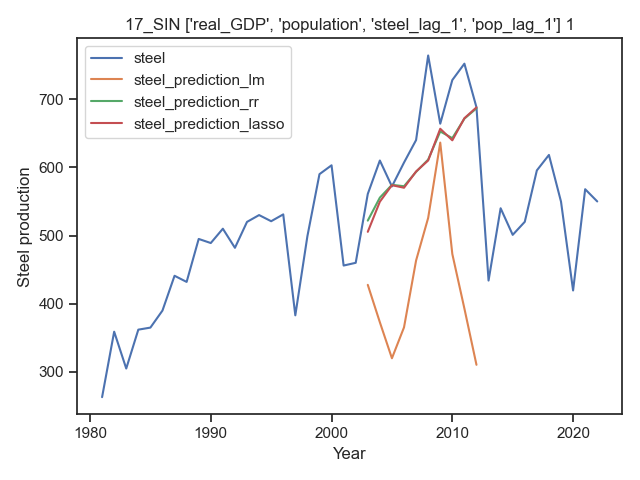 17_SIN ['real_GDP', 'population', 'steel_lag_1', 'pop_lag_1'] 1
steel
steel_prediction_lm
steel_prediction_rr
steel_prediction_lasso
Steel production
700
600
500
400
300
1980
1990
2000
2010
2020
Year